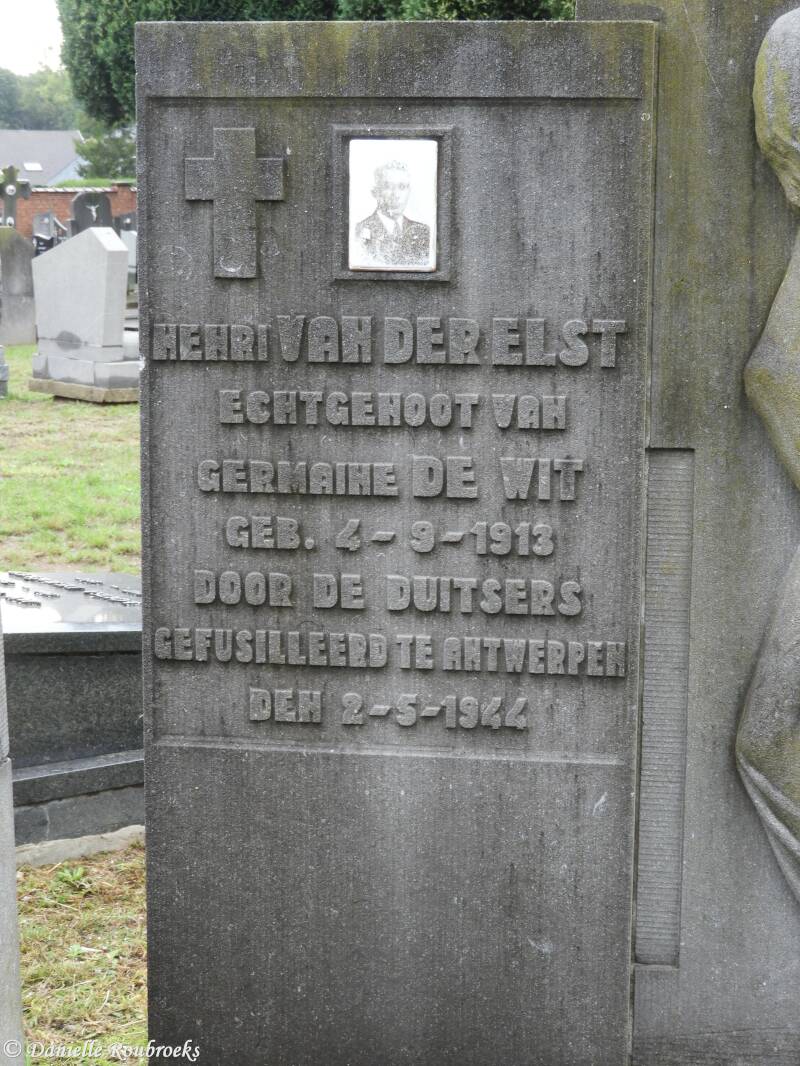 HENRI VAN DER ELST
ECHTGENOOT VAN
GERMAINE DE WIT
GEB. 4-9-1913
DOOR DE DUITSERS
GEFUSILLEERD TE ANTWERPEN
DEN 2-5-1944
© Danielle Roubroeks